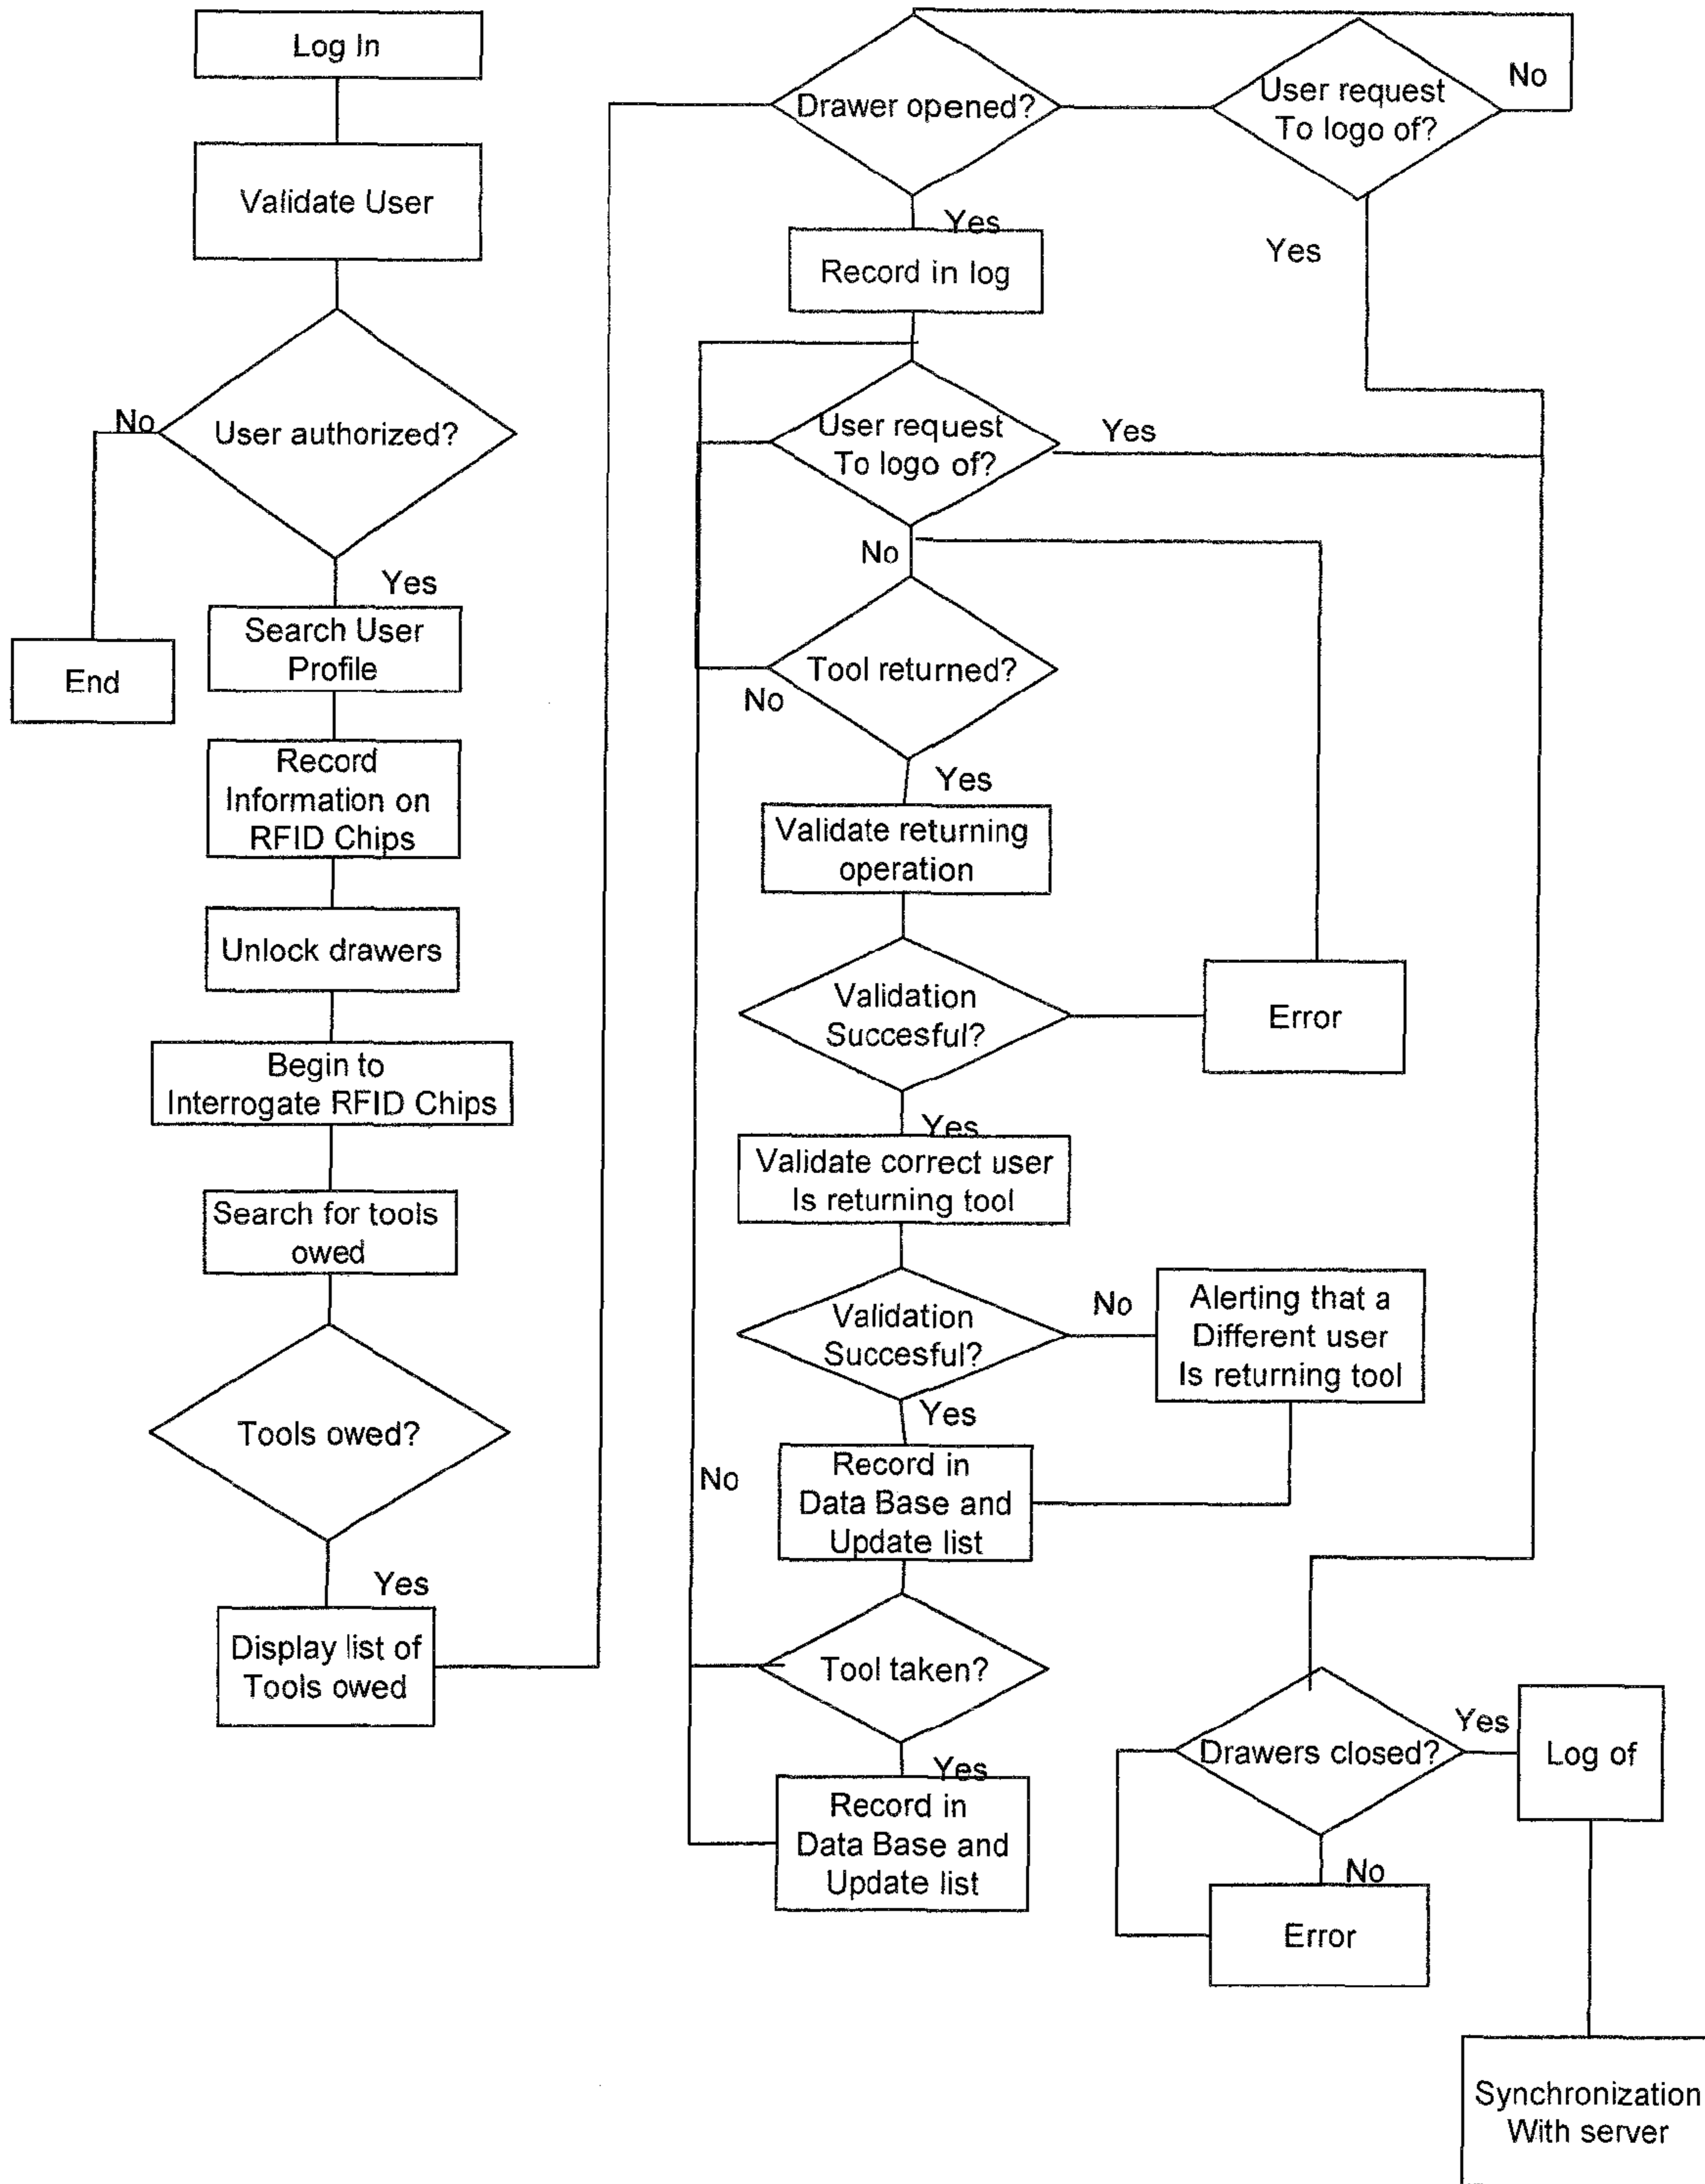 Log In
Validate User
User authorized?
No
Yes
End
Search User
Profile
Record
Information on
RFID Chips
Unlock drawers
Begin to
Interrogate RFID Chips
Search for tools
owed
Tools owed?
Yes
Display list of
Tools owed
Drawer opened?
Yes
User request
To logo of?
No
Yes
Record in log
User request
To logo of?
Yes
No
Tool returned?
No
Yes
Validate returning
operation
Validation
Succesful?
Error
Yes
Validate correct user
Is returning tool
Validation
Succesful?
No
Alerting that a
Different user
Is returning tool
Yes
Record in
Data Base and
Update list
No
Tool taken?
Yes
Record in
Data Base and
Update list
Drawers closed?
Yes
Log of
No
Error
Synchronization
With server